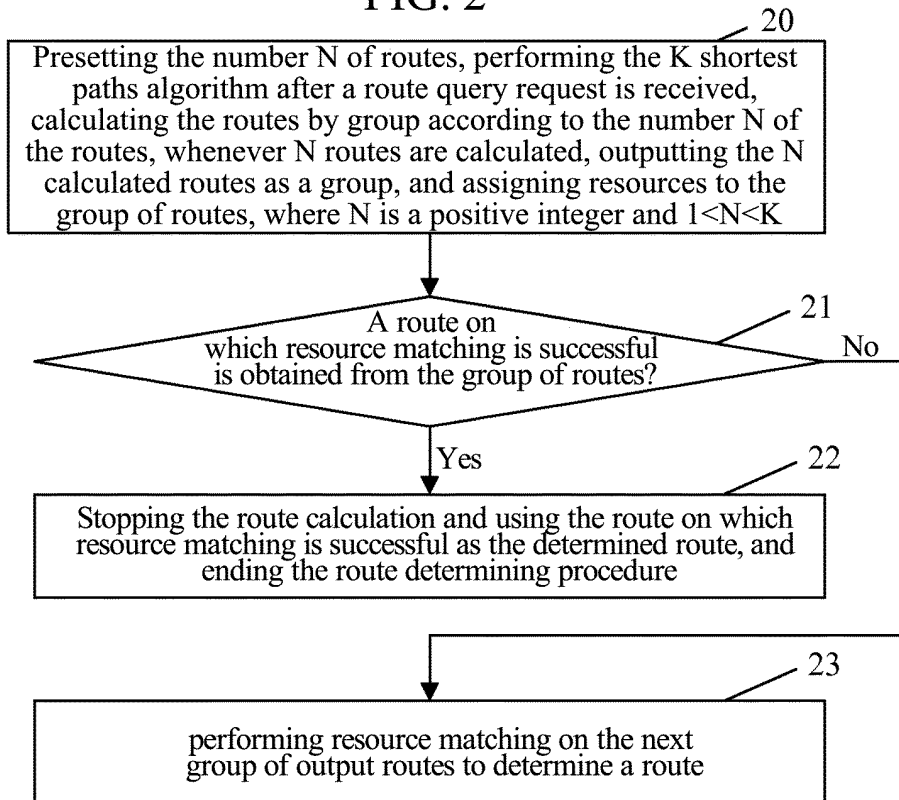 FIG. 2
20
Presetting the number N of routes, performing the K shortest
paths algorithm after a route query request is received,
calculating the routes by group according to the number N of
the routes, whenever N routes are calculated, outputting the N
calculated routes as a group, and assigning resources to the
group of routes, where N is a positive integer and 1<N<K
21
A route on
which resource matching is successful
is obtained from the group of routes?
No
Yes
22
Stopping the route calculation and using the route on which
resource matching is successful as the determined route, and
ending the route determining procedure
23
performing resource matching on the next
group of output routes to determine a route